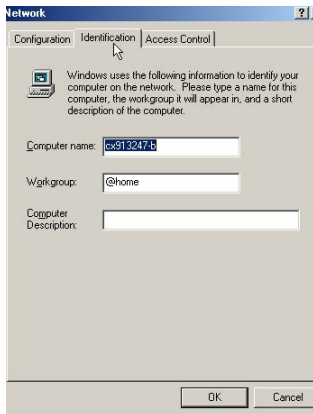 Network
Configuration Identification Access Control
Windows uses the following information to identify your
computer on the network. Please type a name for this
computer, the workgroup it will appear in, and a short
description of the computer.
Computer name: cx913247-b
Workgroup: @home
Computer
Description:
OK Cancel